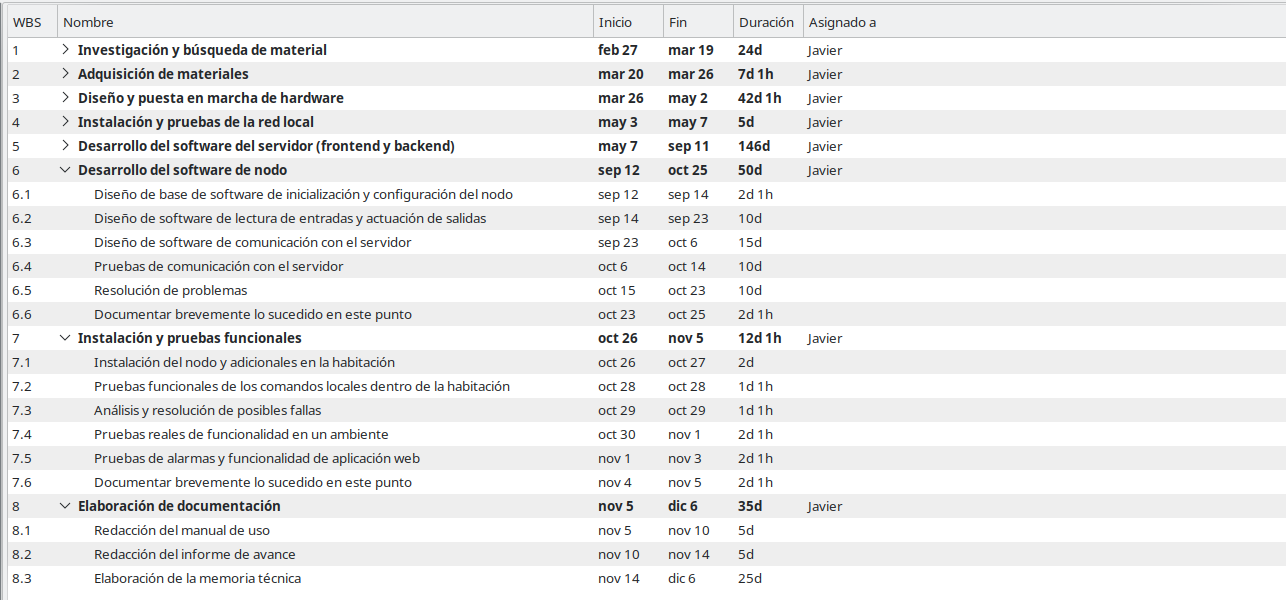 WBS Nombre Inicio Fin Duración Asignado a
1 Investigación y búsqueda de material feb 27 mar 19 24d Javier
2 Adquisición de materiales mar 20 mar 26 7d 1h Javier
3 Diseño y puesta en marcha de hardware mar 26 may 2 42d 1h Javier
4 Instalación y pruebas de la red local may 3 may 7 5d Javier
5 Desarrollo del software del servidor (frontend y backend) may 7 sep 11 146d Javier
6 Desarrollo del software de nodo sep 12 oct 25 50d Javier
6.1 Diseño de base de software de inicialización y configuración del nodo sep 12 sep 14 2d 1h
6.2 Diseño de software de lectura de entradas y actuación de salidas sep 14 sep 23 10d
6.3 Diseño de software de comunicación con el servidor sep 23 oct 6 15d
6.4 Pruebas de comunicación con el servidor oct 6 oct 14 10d
6.5 Resolución de problemas oct 15 oct 23 10d
6.6 Documentar brevemente lo sucedido en este punto oct 23 oct 25 2d 1h
7 Instalación y pruebas funcionales oct 26 nov 5 12d 1h Javier
7.1 Instalación del nodo y adicionales en la habitación oct 26 oct 27 2d
7.2 Pruebas funcionales de los comandos locales dentro de la habitación oct 28 oct 28 1d 1h
7.3 Análisis y resolución de posibles fallas oct 29 oct 29 1d 1h
7.4 Pruebas reales de funcionalidad en un ambiente oct 30 nov 1 2d 1h
7.5 Pruebas de alarmas y funcionalidad de aplicación web nov 1 nov 3 2d 1h
7.6 Documentar brevemente lo sucedido en este punto nov 4 nov 5 2d 1h
8 Elaboración de documentación nov 5 dic 6 35d Javier
8.1 Redacción del manual de uso nov 5 nov 10 5d
8.2 Redacción del informe de avance nov 10 nov 14 5d
8.3 Elaboración de la memoria técnica nov 14 dic 6 25d